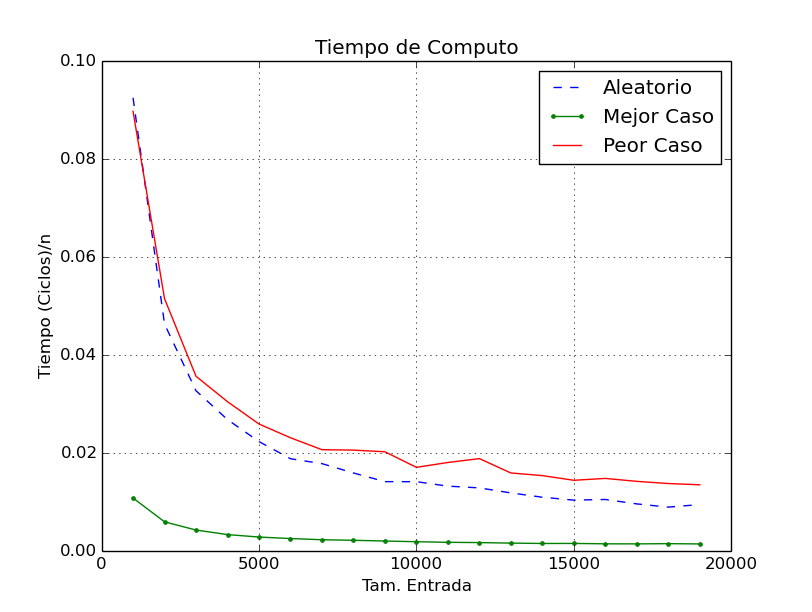 Tiempo de Computo
Aleatorio
Mejor Caso
Peor Caso
Tiempo (Ciclos)/n
0.10
0.08
0.06
0.04
0.02
0.00
0
5000
10000
15000
20000
Tam. Entrada